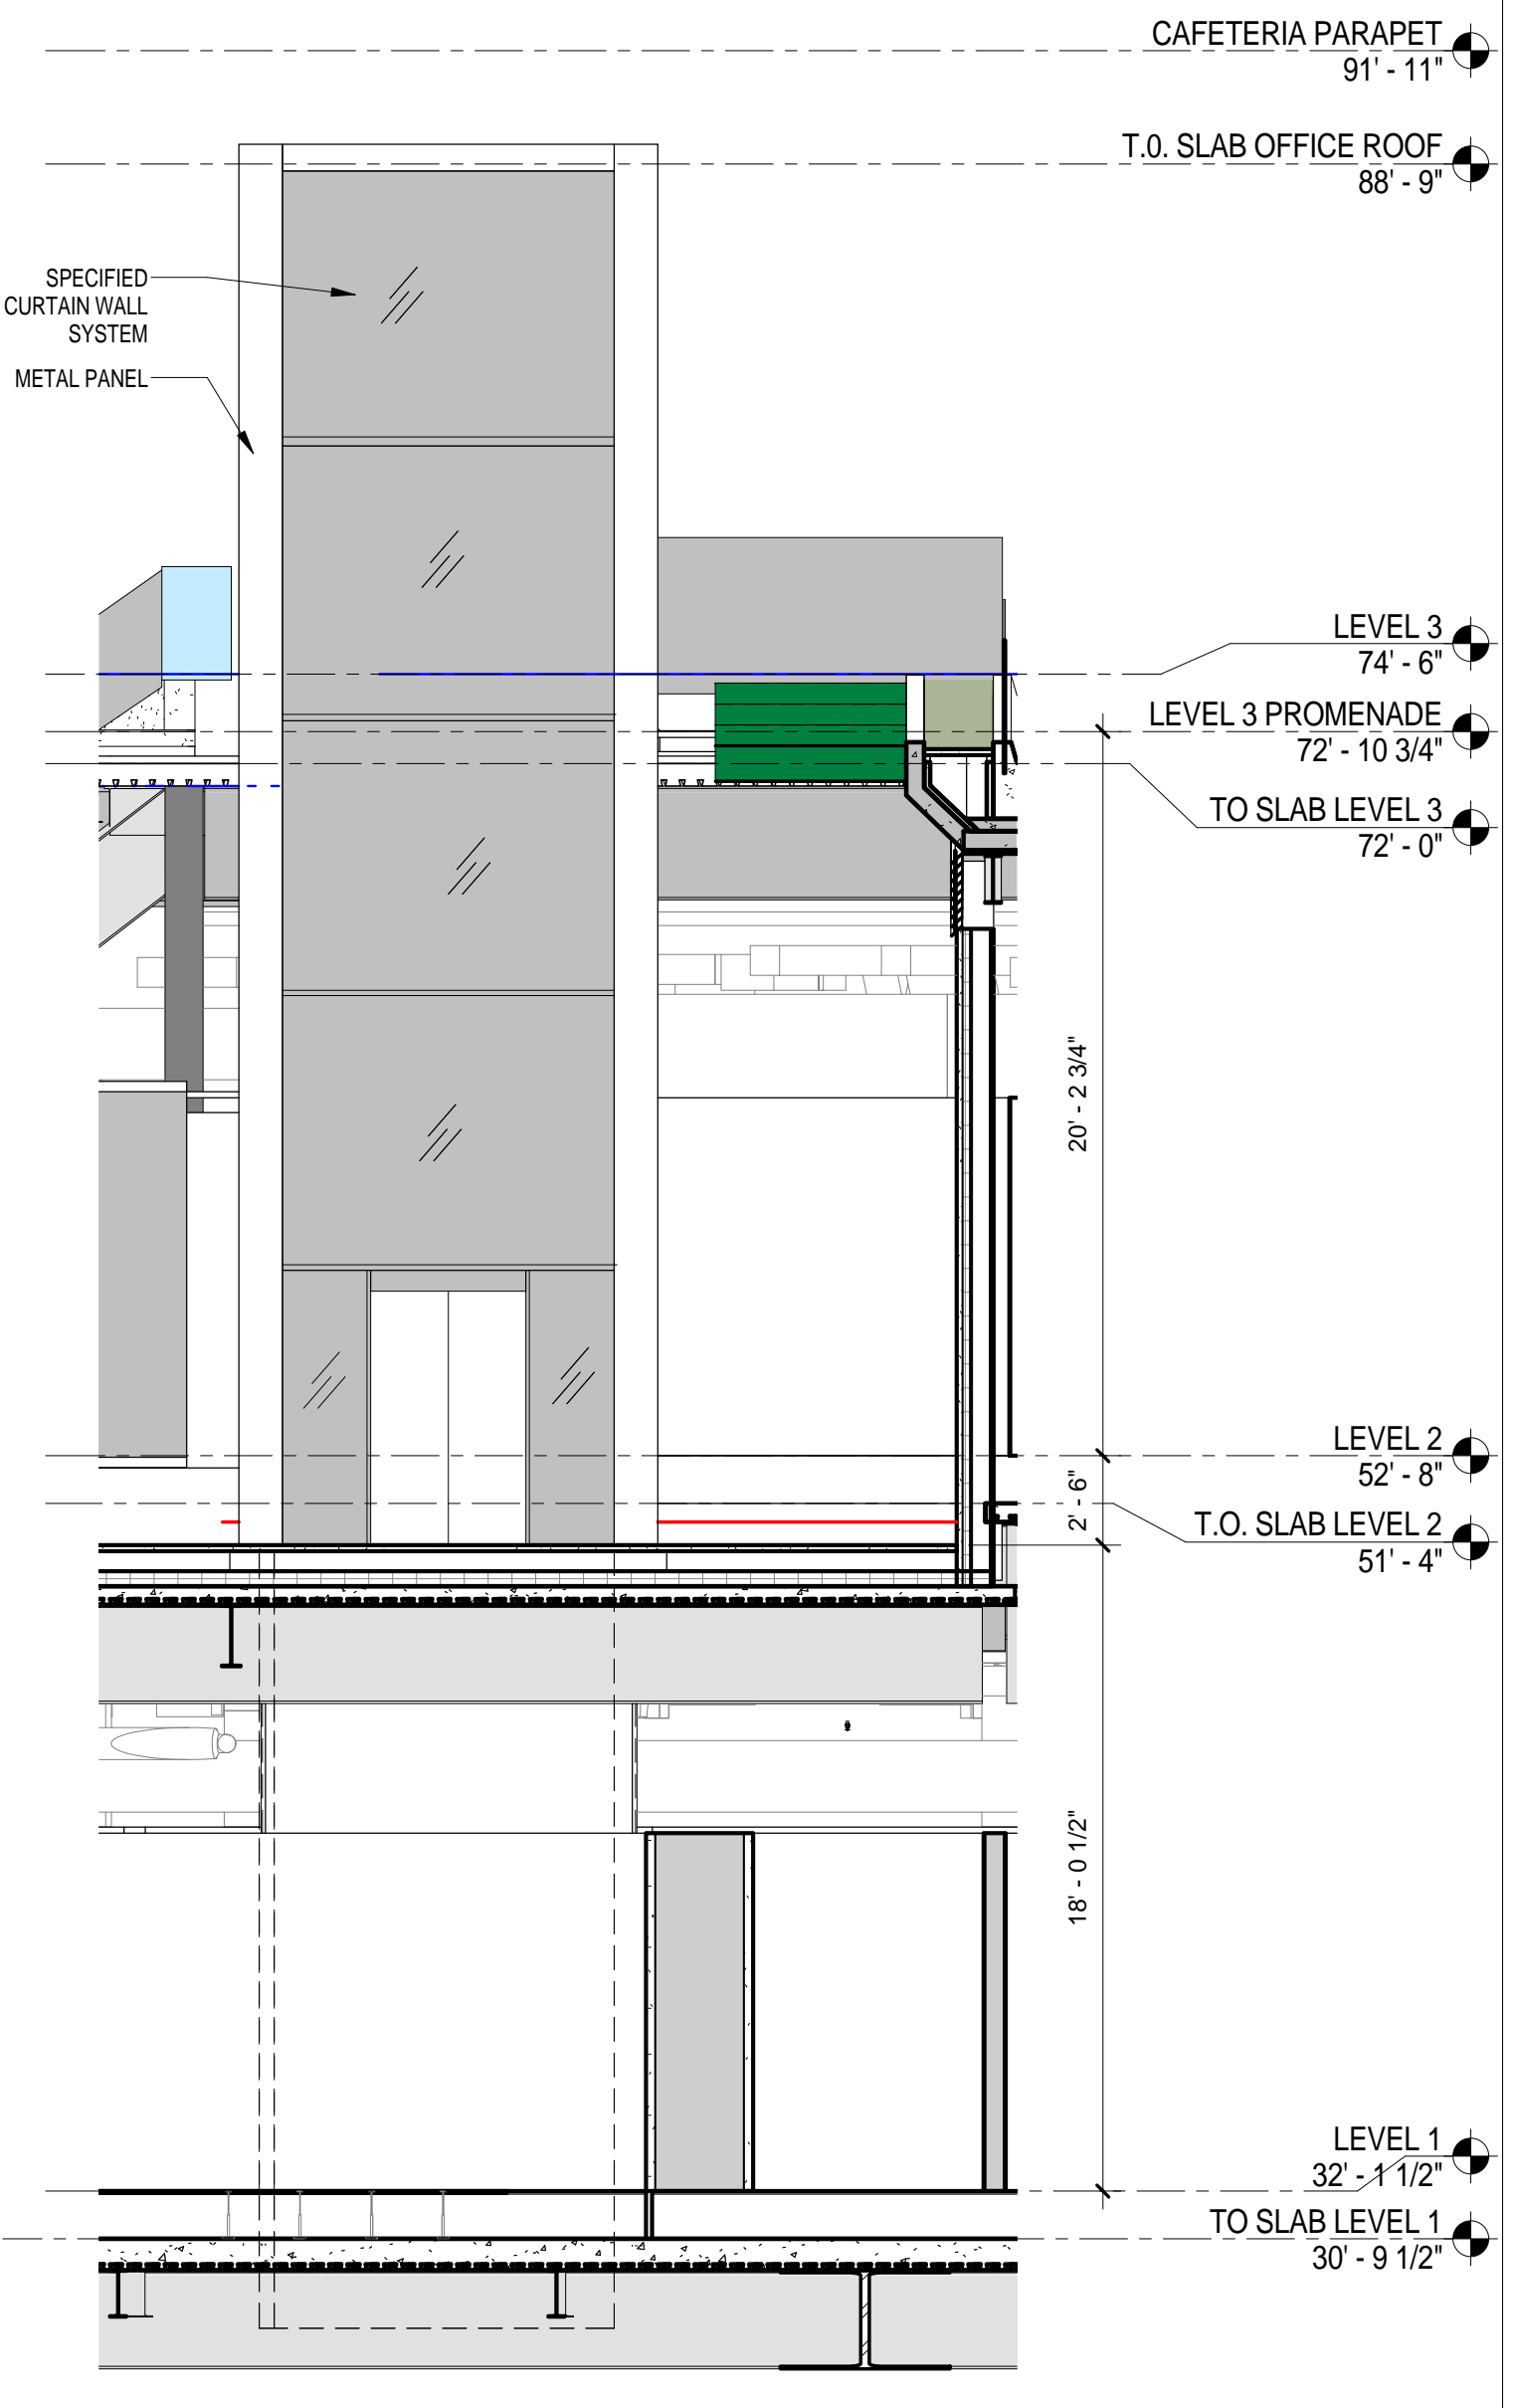 CAFETERIA PARAPET
91' - 11"
T.0. SLAB OFFICE ROOF
88' - 9"
SPECIFIED
CURTAIN WALL
SYSTEM
METAL PANEL
LEVEL 3
74' - 6"
LEVEL 3 PROMENADE
72' - 10 3/4"
TO SLAB LEVEL 3
72' - 0"
20' - 2 3/4"
LEVEL 2
52' - 8"
2' - 6"
T.O. SLAB LEVEL 2
51' - 4"
18' - 0 1/2"
LEVEL 1
32' - 1 1/2"
TO SLAB LEVEL 1
30' - 9 1/2"